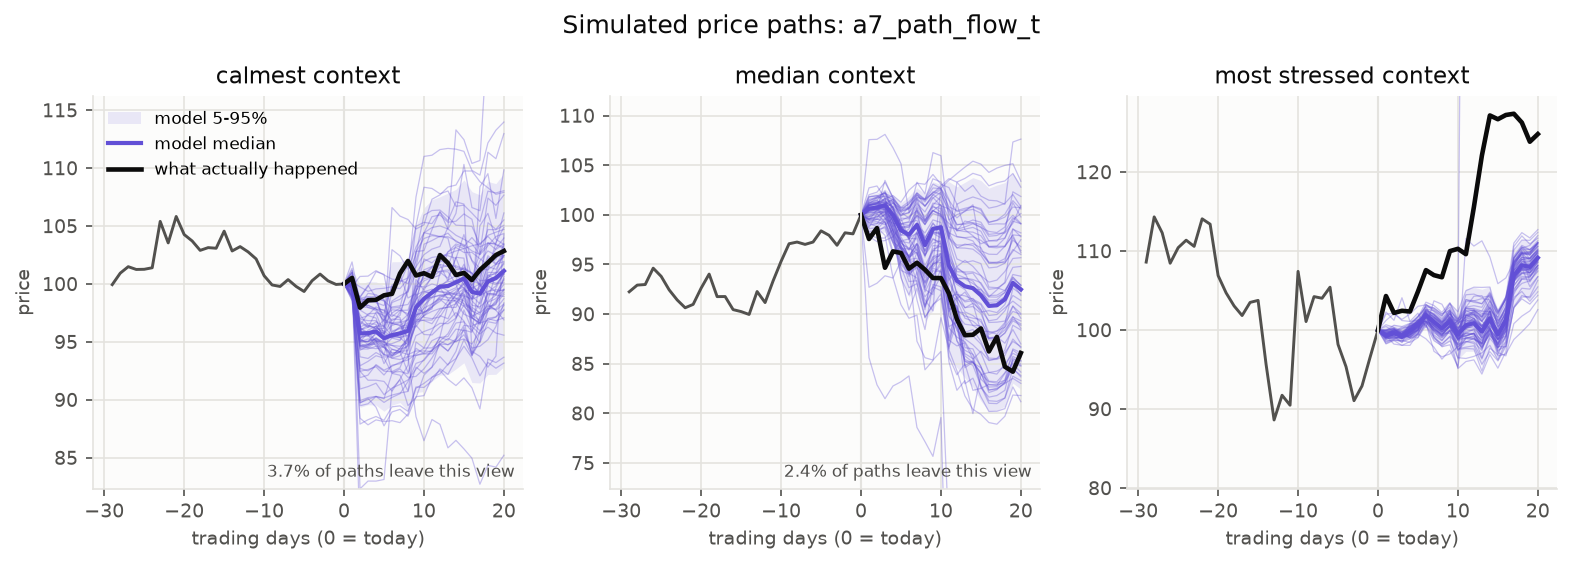 Simulated price paths: a7_path_flow_t
calmest context
115
110
105
100
95
90
85
price
model 5-95%
model median
what actually happened
3.7% of paths leave this view
−30
−20
−10
0
10
20
trading days (0 = today)
median context
110
105
100
95
90
85
80
75
price
2.4% of paths leave this view
−30
−20
−10
0
10
20
trading days (0 = today)
most stressed context
120
110
100
90
80
price
−30
−20
−10
0
10
20
trading days (0 = today)